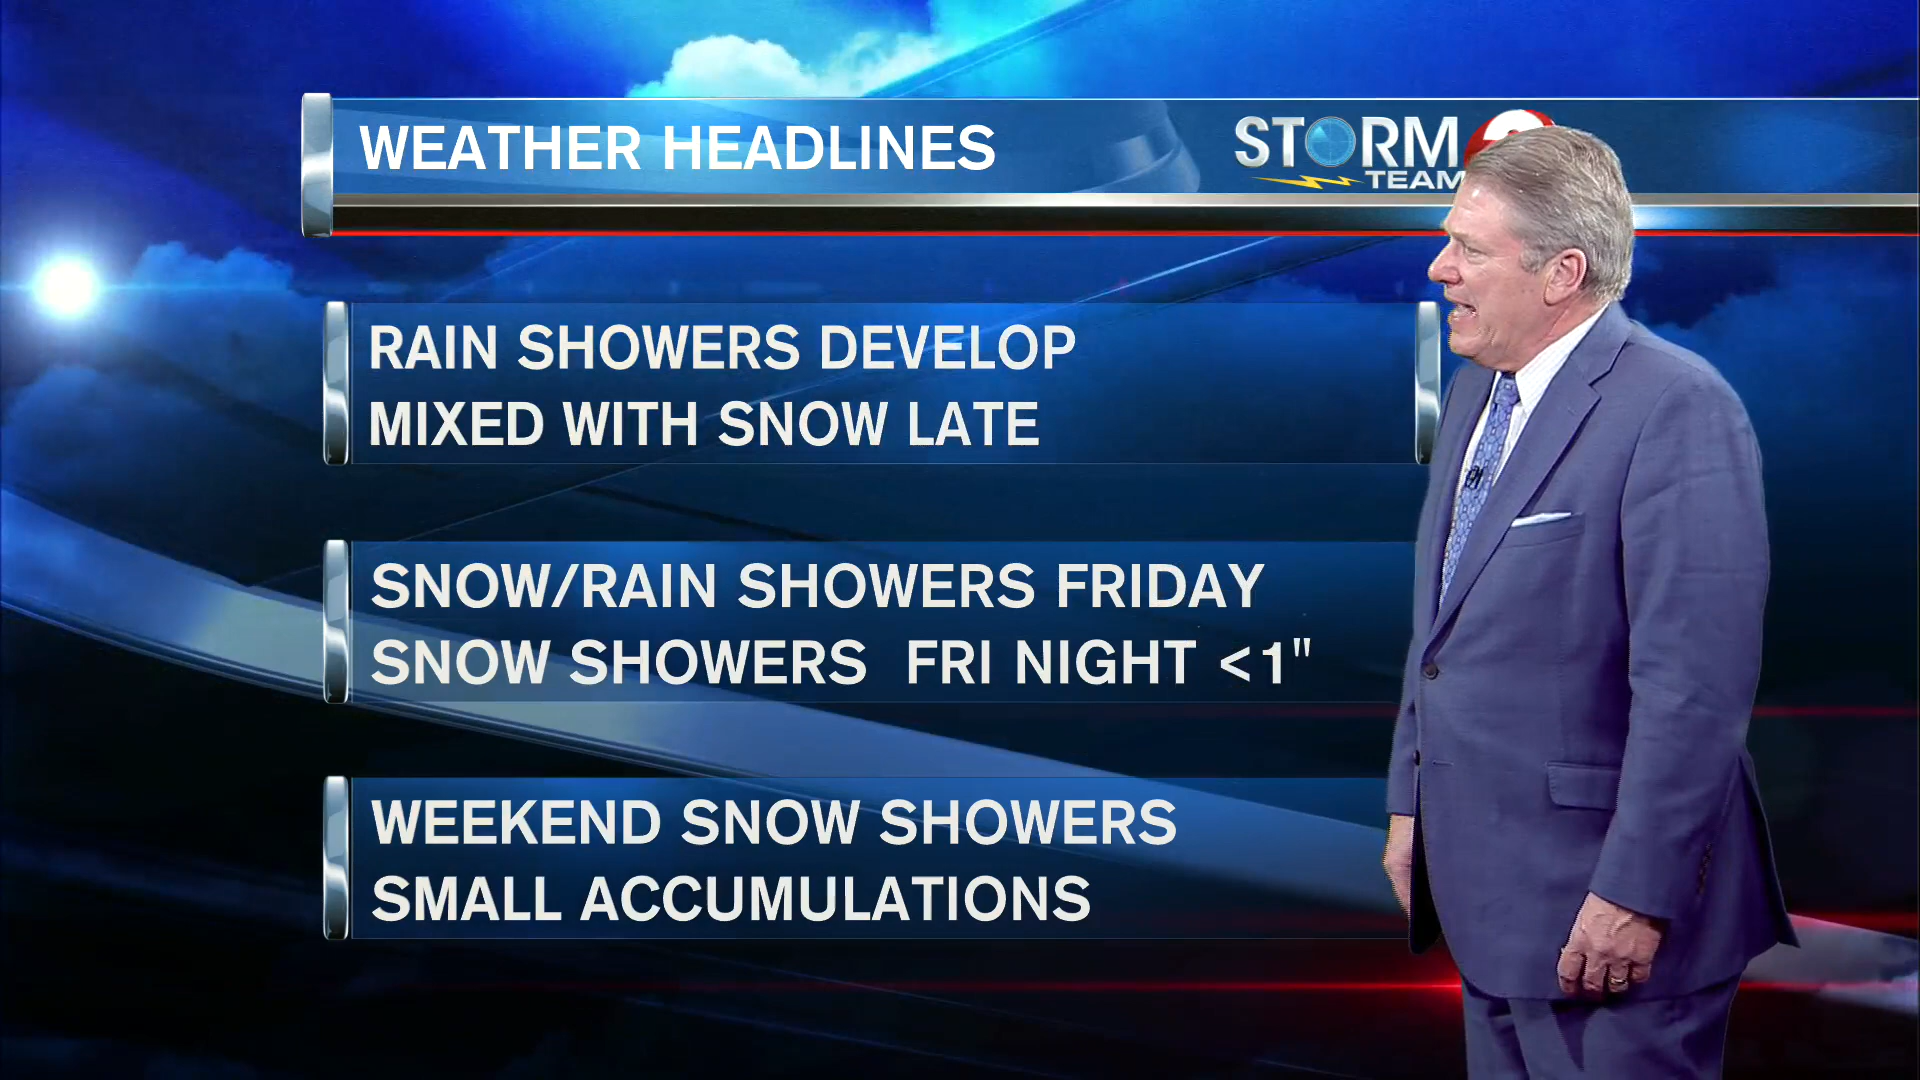 WEATHER HEADLINES
STORM
TEAM
RAIN SHOWERS DEVELOP
MIXED WITH SNOW LATE
SNOW/RAIN SHOWERS FRIDAY
SNOW SHOWERS  FRI NIGHT <1"
WEEKEND SNOW SHOWERS
SMALL ACCUMULATIONS